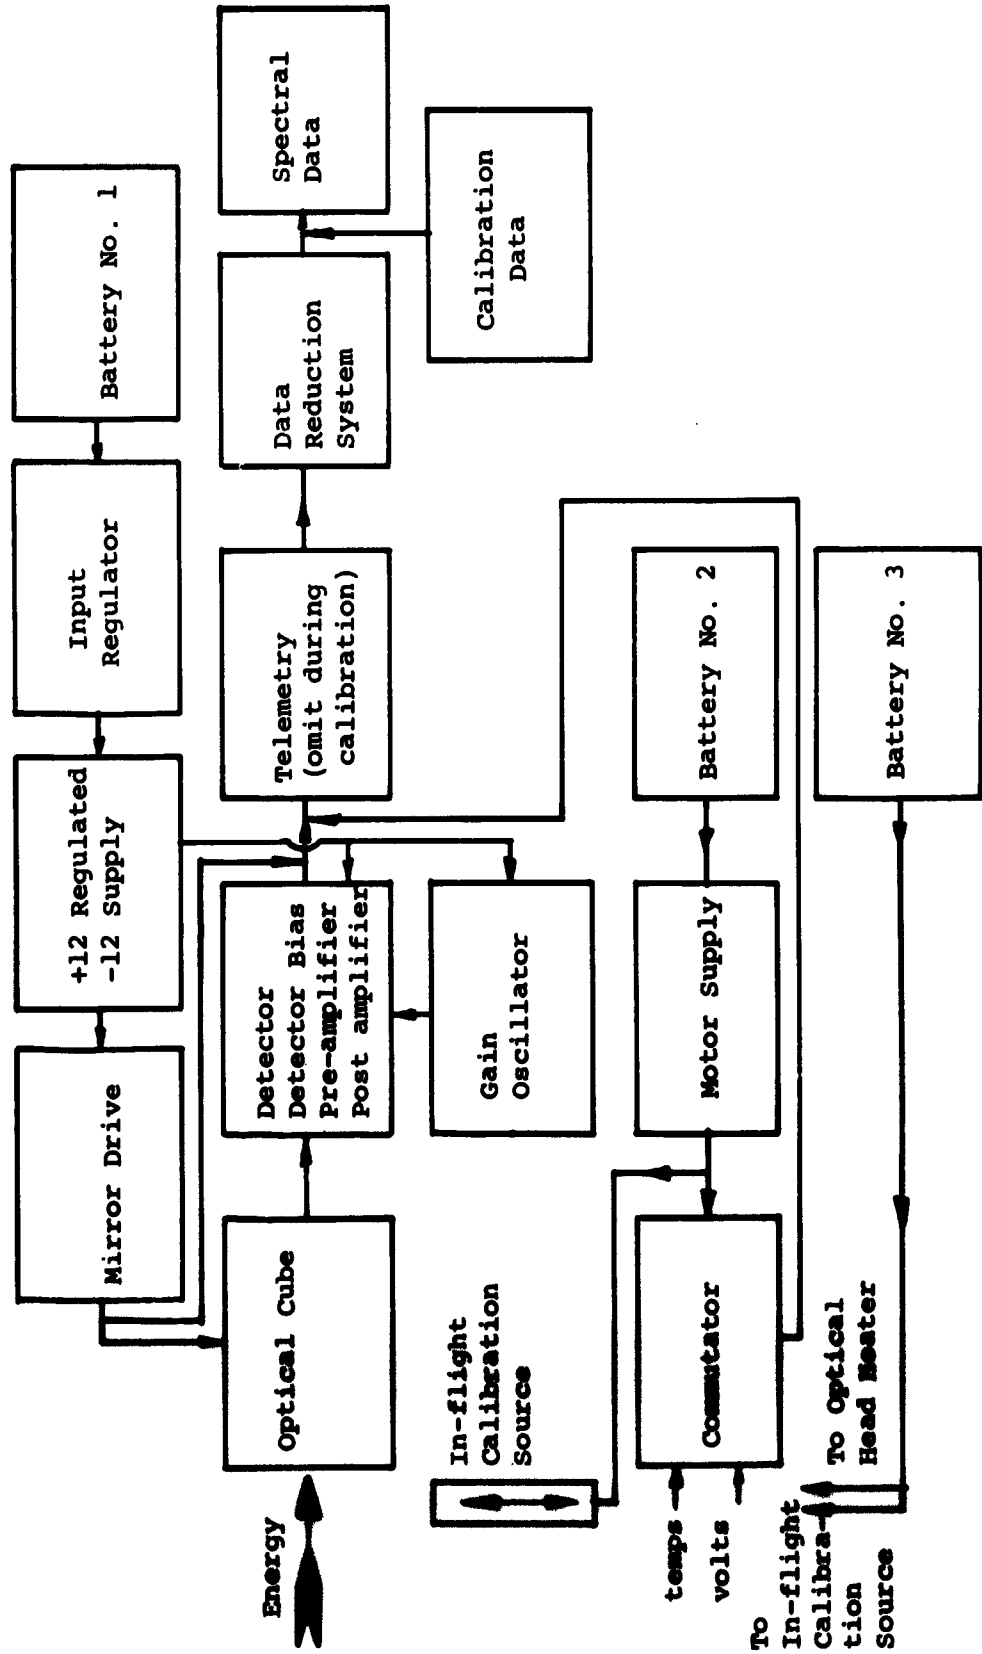 Mirror Drive
+12 Regulated
-12 Supply
Input
Regulator
Battery No. 1
Energy
Optical Cube
Detector
Detector Bias
Pre-amplifier
Post amplifier
Telemetry
(omit during
calibration)
Data
Reduction
System
Spectral
Data
In-flight
Calibration
Source
Gain
Oscillator
Calibration
Data
temps
volts
Commutator
Motor Supply
Battery No. 2
To
In-flight
Calibra-
tion
Source
To Optical
Head Heater
Battery No. 3